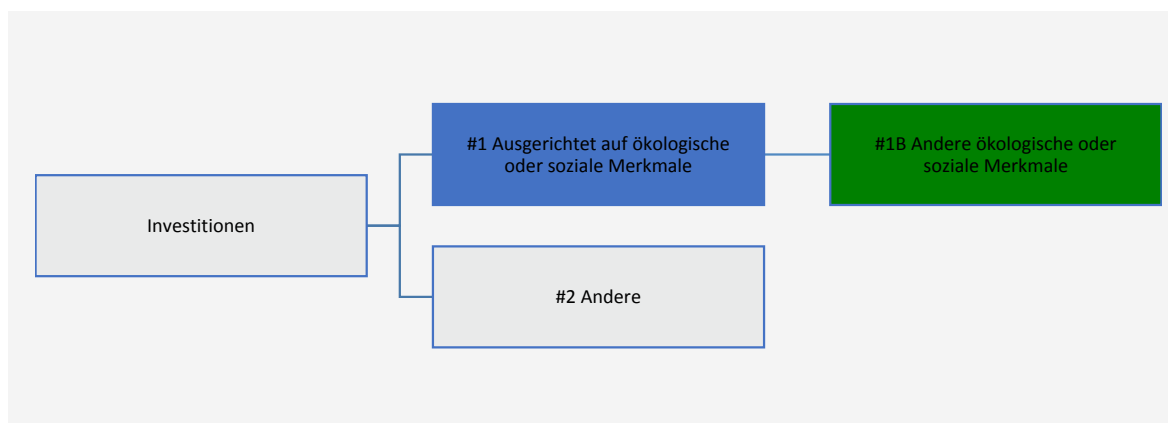 Investitionen
#1 Ausgerichtet auf ökologische
oder soziale Merkmale
#1B Andere ökologische oder
soziale Merkmale
#2 Andere